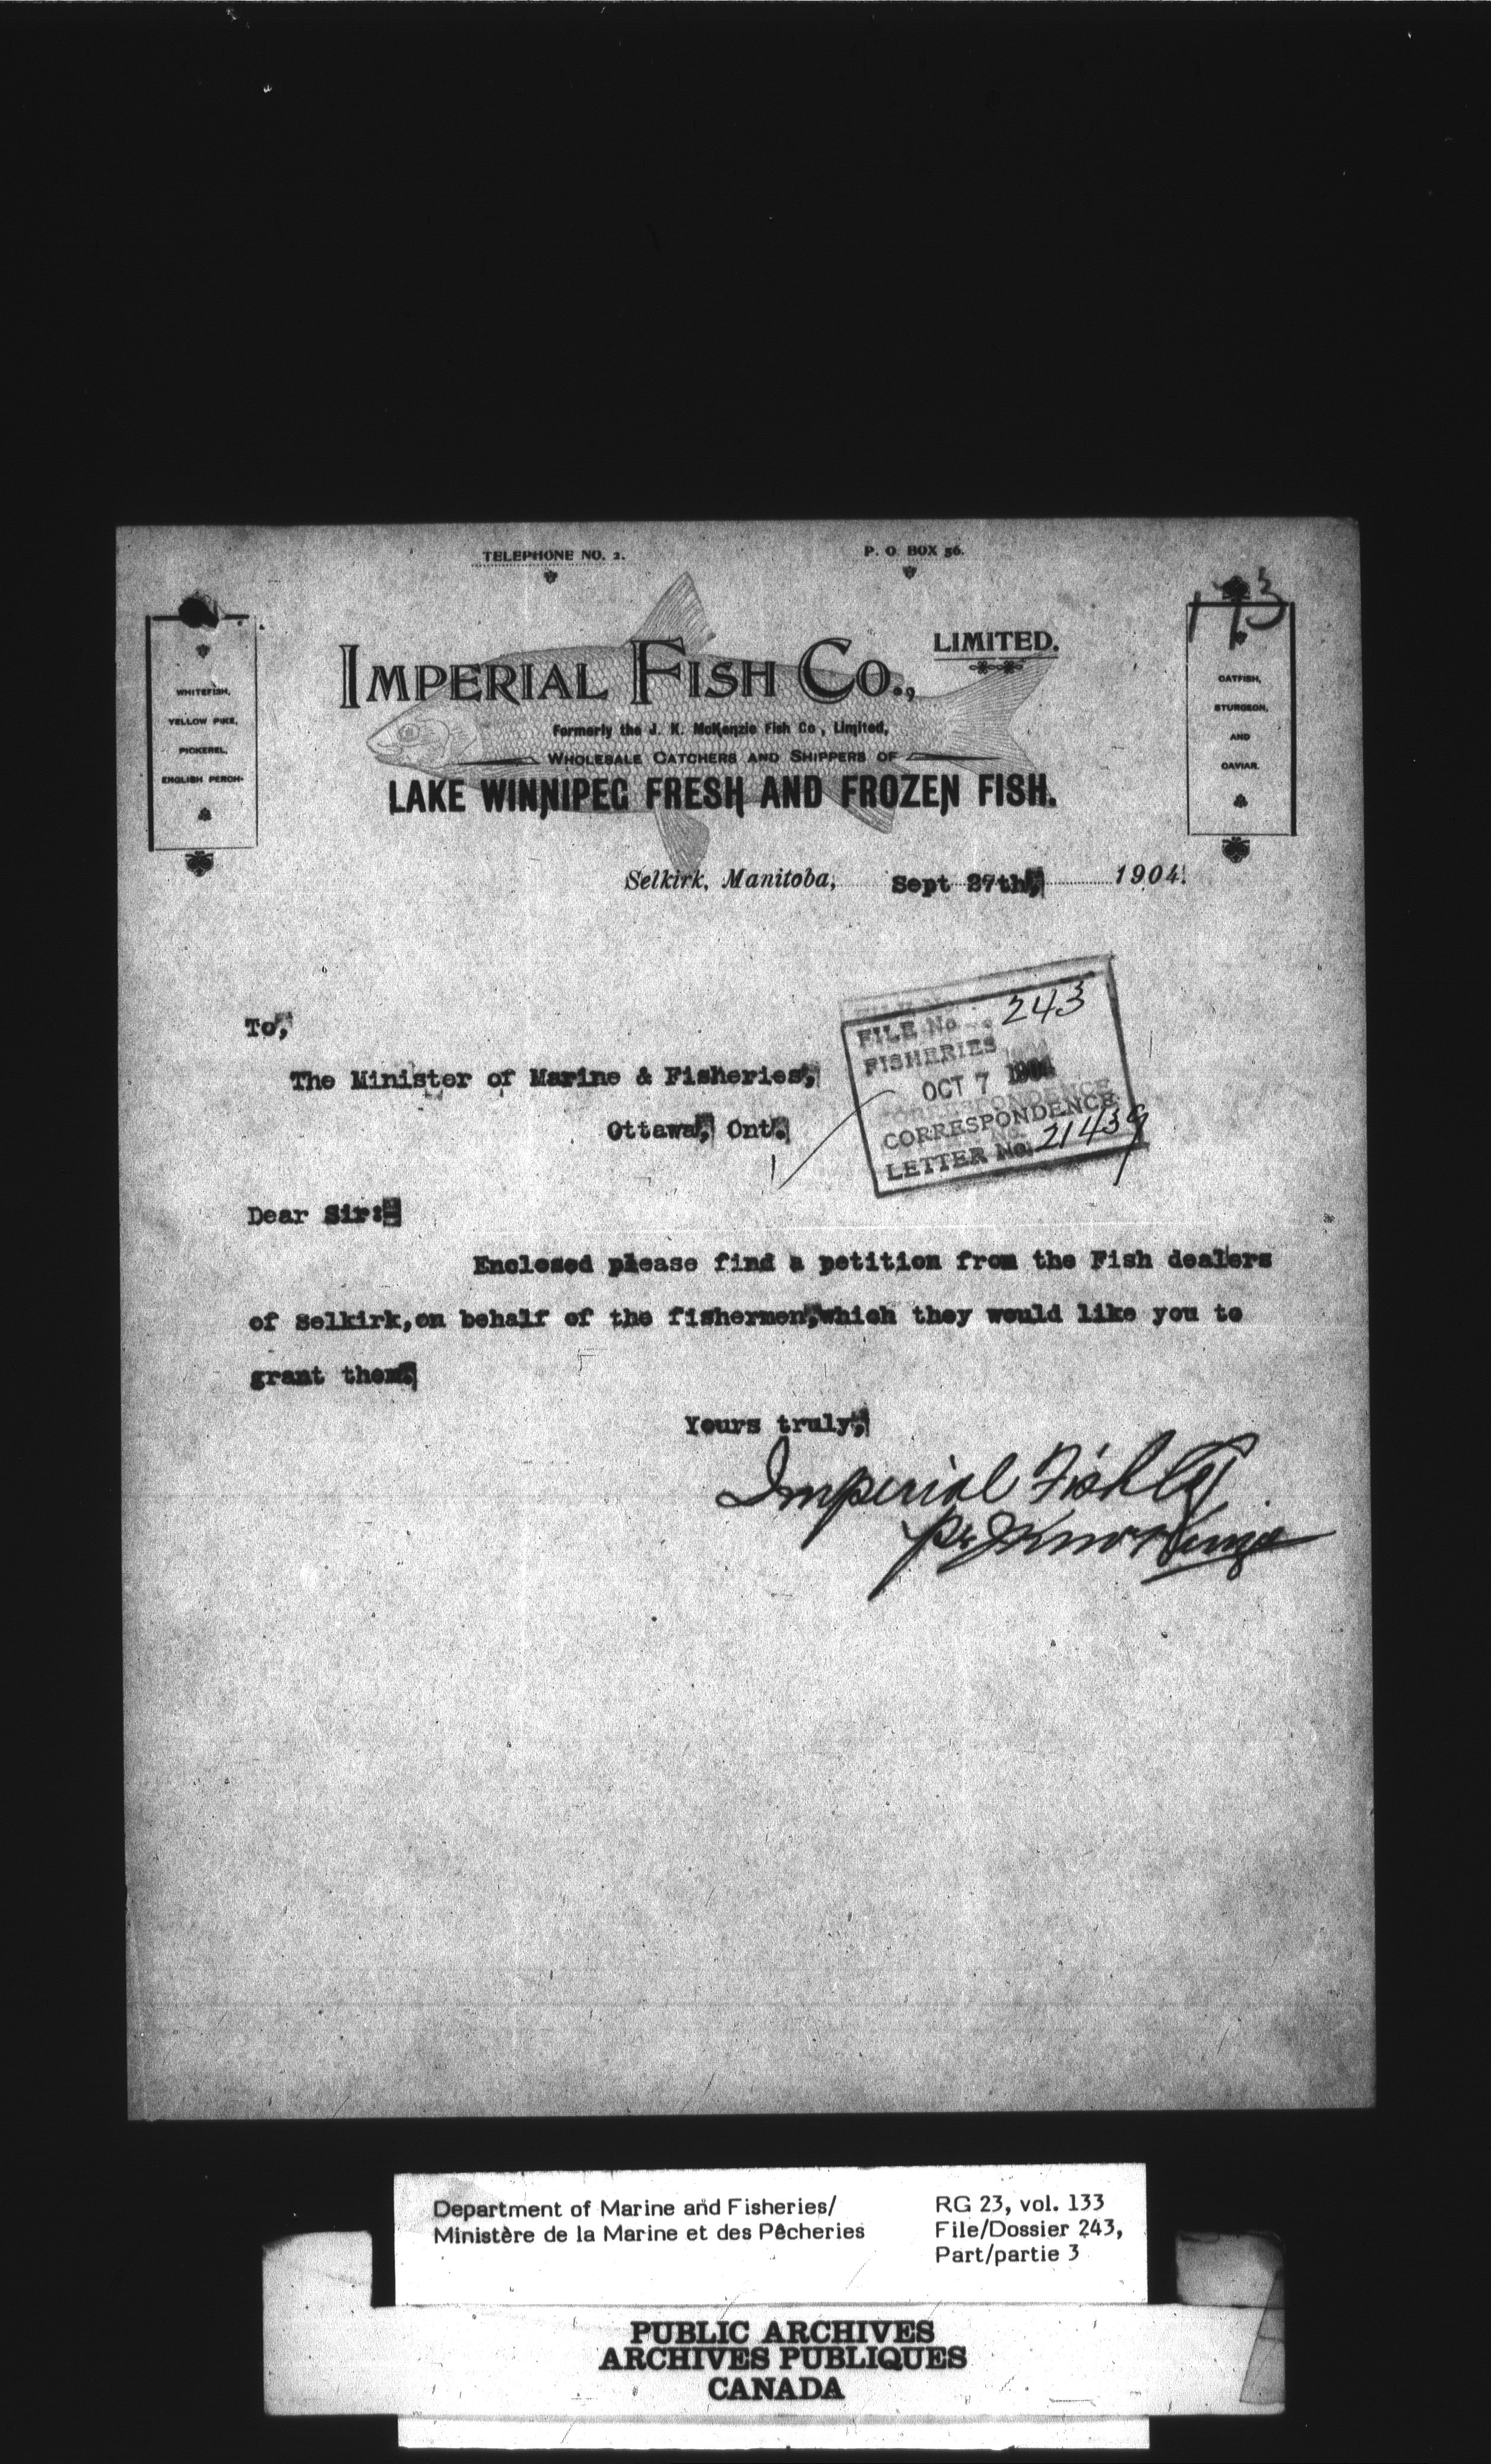 TELEPHONE NO. 2.
P. O. BOX 56.
173
WHITEFISH,
YELLOW PIKE,
PICKEREL,
ENGLISH PERCH.
IMPERIAL FISH CO., LIMITED.
Formerly the J. K. McKenzie Fish Co., Limited,
WHOLESALE CATCHERS AND SHIPPERS OF
LAKE WINNIPEG FRESH AND FROZEN FISH.
CATFISH,
STURGEON,
AND
CAVIAR.
Selkirk, Manitoba, Sept 27th, 1904.
FILE No. 243
FISHERIES
OCT 7 1904
CORRESPONDENCE
LETTER No. 21439
To,
The Minister of Marine & Fisheries,
Ottawa, Ont.
Dear Sir:-
Enclosed please find a petition from the Fish dealers
of Selkirk,on behalf of the fishermen,which they would like you to
grant them.
Yours truly,
Imperial Fish Co
Department of Marine and Fisheries/
Ministère de la Marine et des Pêcheries
RG 23, vol. 133
File/Dossier 243,
Part/partie 3
PUBLIC ARCHIVES
ARCHIVES PUBLIQUES
CANADA